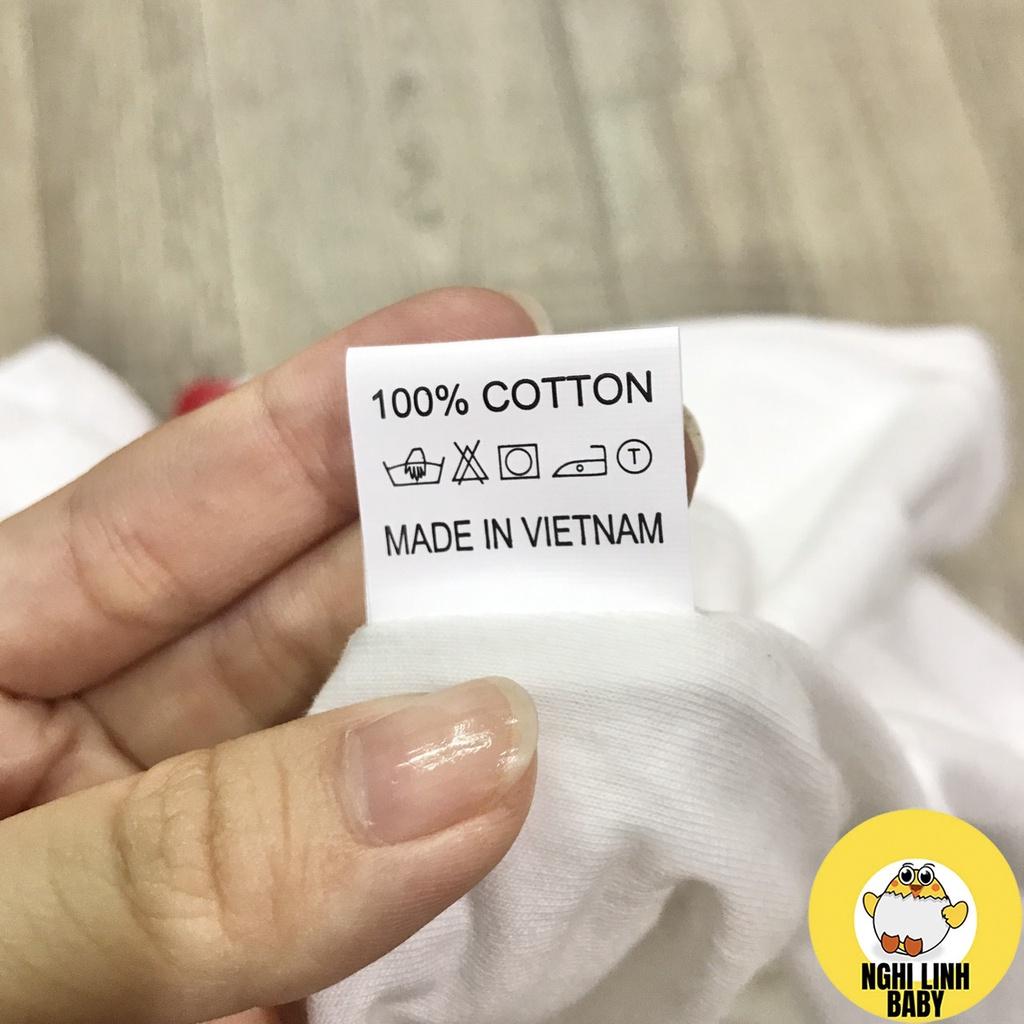 100% COTTON
T
MADE IN VIETNAM
NGHI LINH
BABY